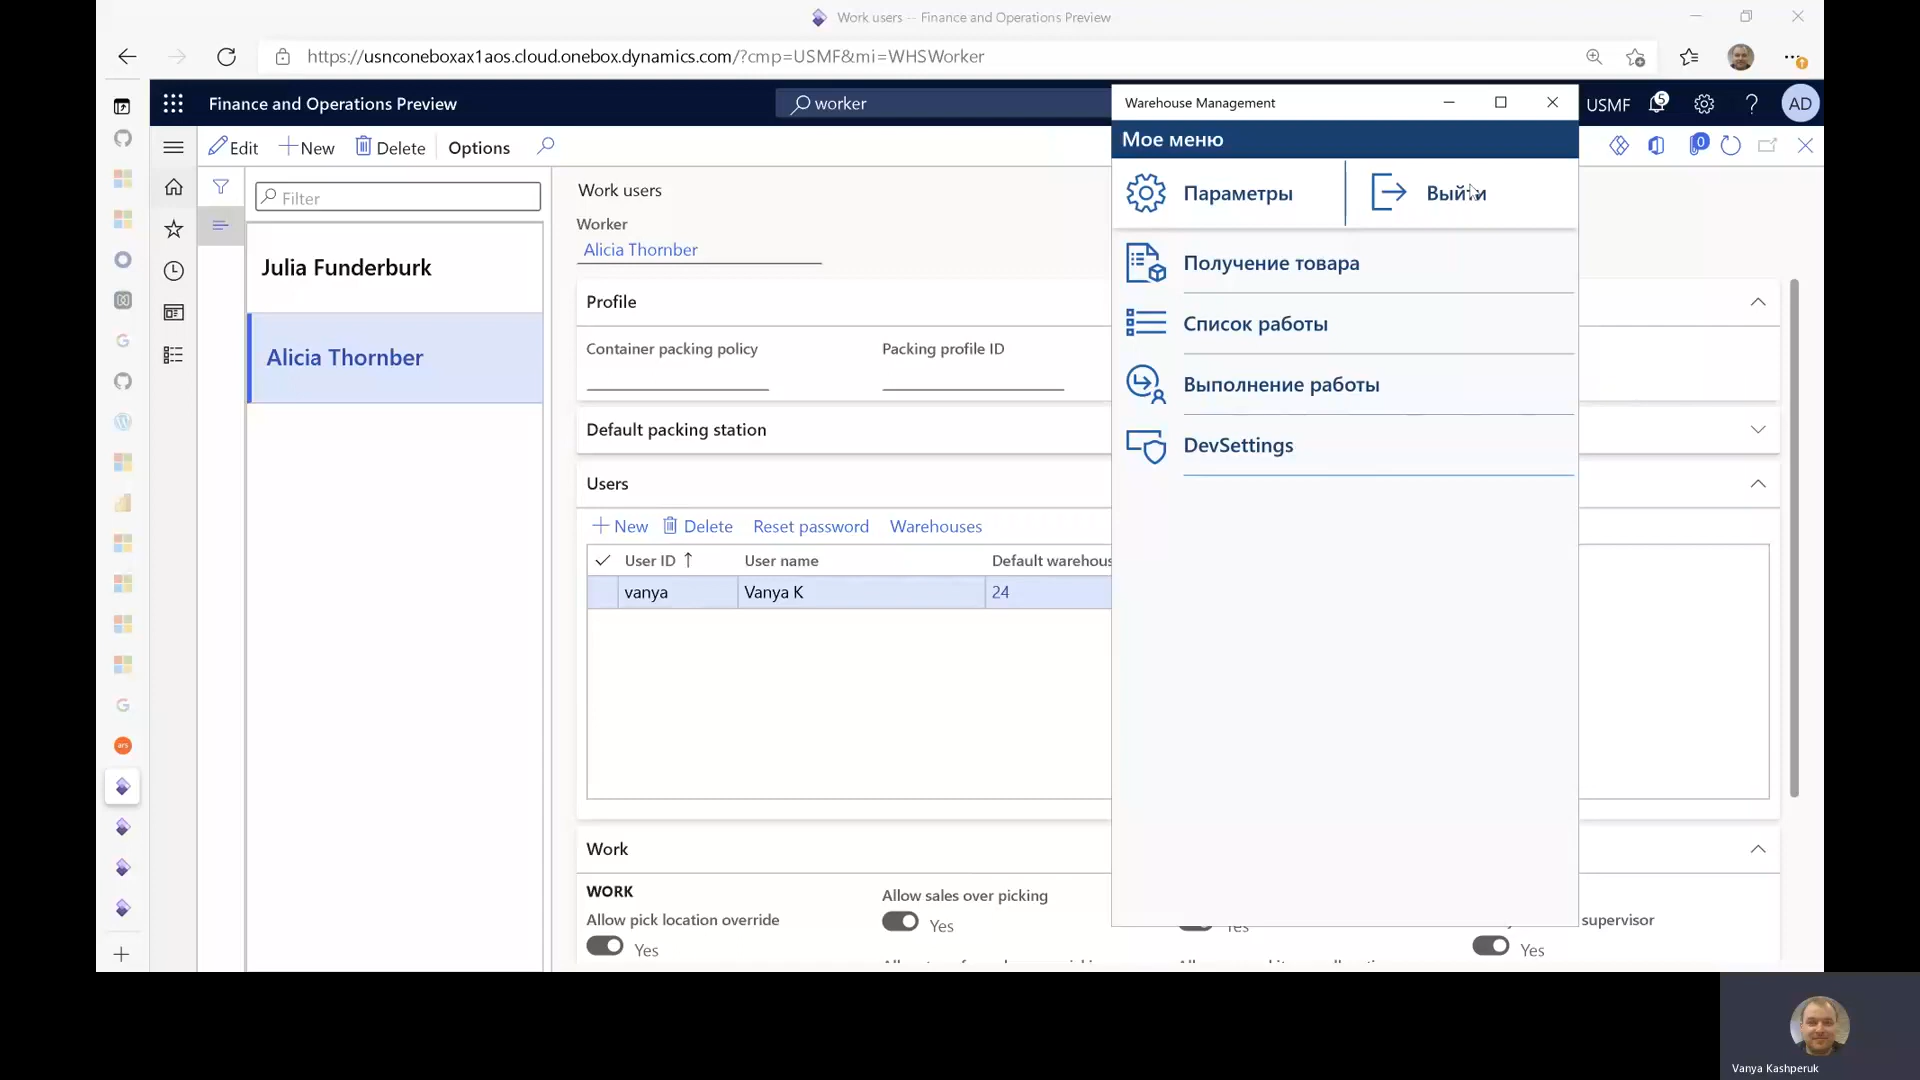 Work users -- Finance and Operations Preview
https://usnconeboxax1aos.cloud.onebox.dynamics.com/?cmp=USMF&mi=WHSWorker
Finance and Operations Preview
worker
USMF
5
?
AD
Edit
New
Delete
Options
0
Filter
Julia Funderburk
Alicia Thornber
Work users
Worker
Alicia Thornber
Profile
Container packing policy
Packing profile ID
Default packing station
Users
New
Delete
Reset password
Warehouses
User ID
User name
Default warehous
vanya
Vanya K
24
Work
WORK
Allow pick location override
Yes
Allow sales over picking
Yes
Yes
supervisor
Yes
Warehouse Management
Мое меню
Параметры
Выйти
Получение товара
Список работы
Выполнение работы
DevSettings
ars
Vanya Kashperuk